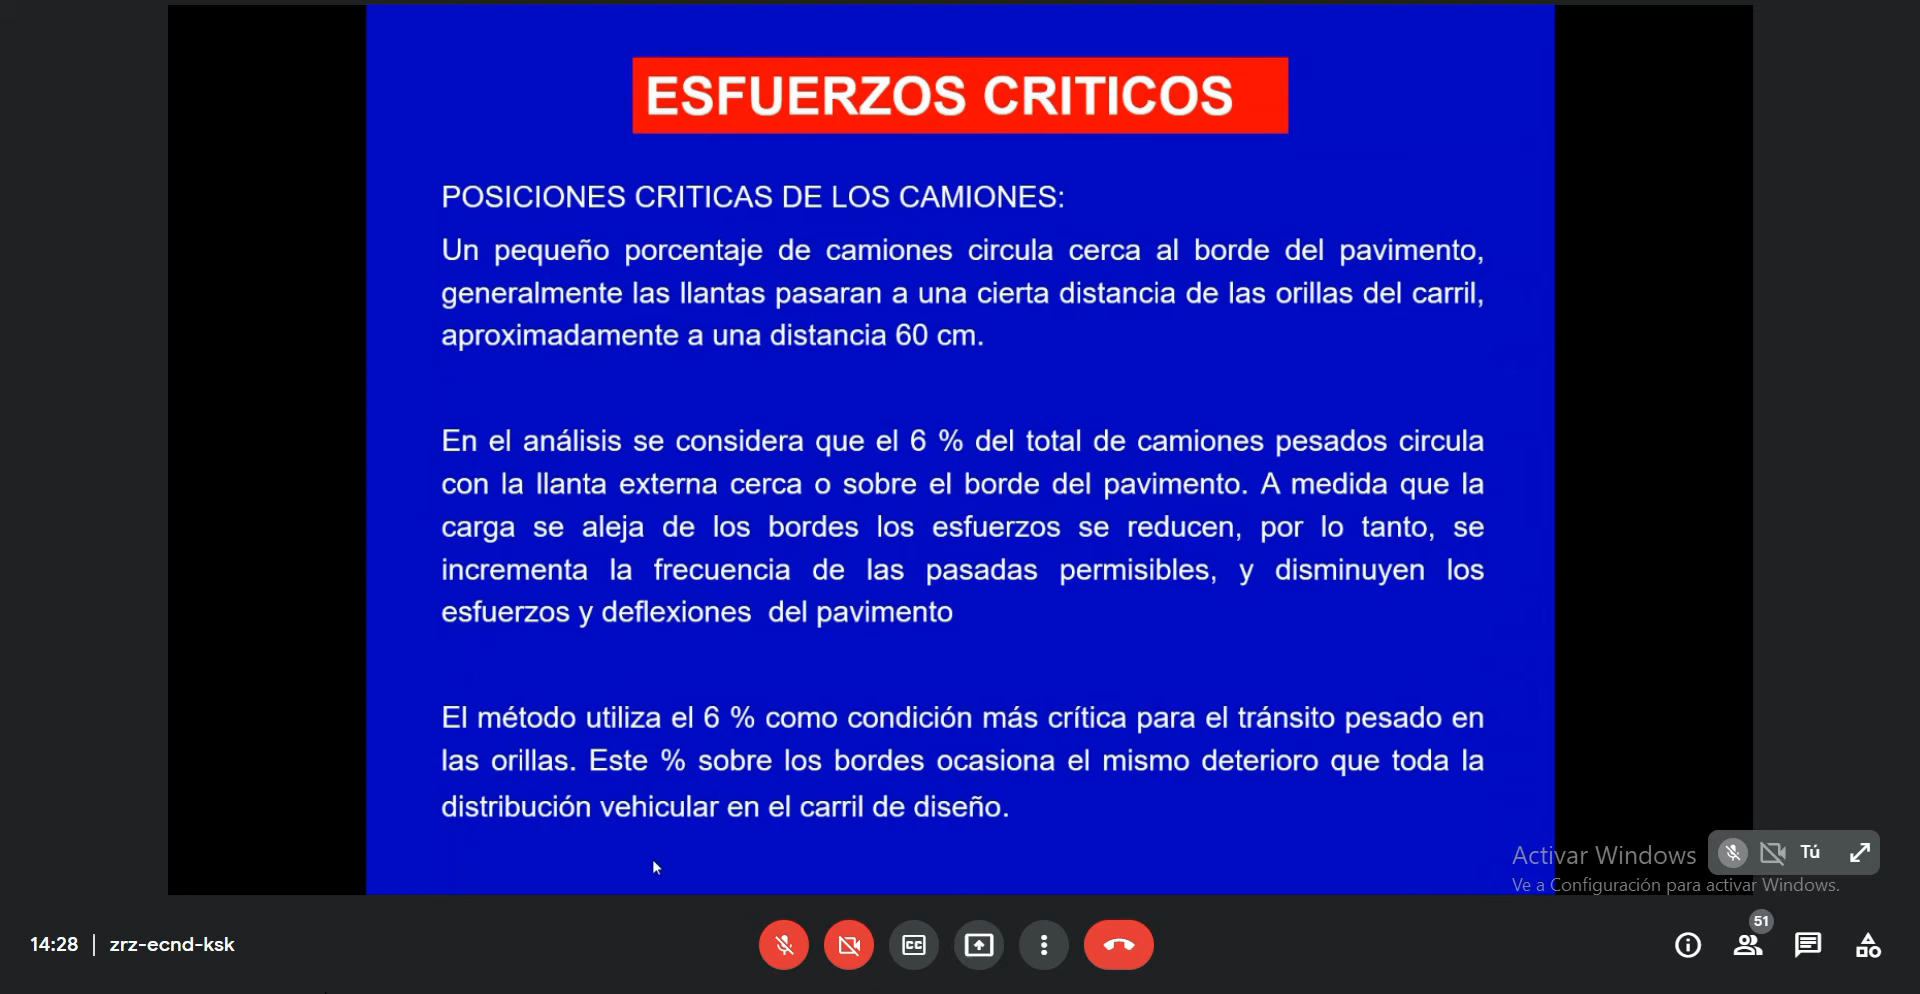 ESFUERZOS CRITICOS
POSICIONES CRITICAS DE LOS CAMIONES:
Un pequeño porcentaje de camiones circula cerca al borde del pavimento,
generalmente las llantas pasaran a una cierta distancia de las orillas del carril,
aproximadamente a una distancia 60 cm.
En el análisis se considera que el 6 % del total de camiones pesados circula
con la llanta externa cerca o sobre el borde del pavimento. A medida que la
carga se aleja de los bordes los esfuerzos se reducen, por lo tanto, se
incrementa la frecuencia de las pasadas permisibles, y disminuyen los
esfuerzos y deflexiones del pavimento
El método utiliza el 6 % como condición más crítica para el tránsito pesado en
las orillas. Este % sobre los bordes ocasiona el mismo deterioro que toda la
distribución vehicular en el carril de diseño.
Activar Windows
Tú
Ve a Configuración para activar Windows.
14:28 | zrz-ecnd-ksk
CC
51